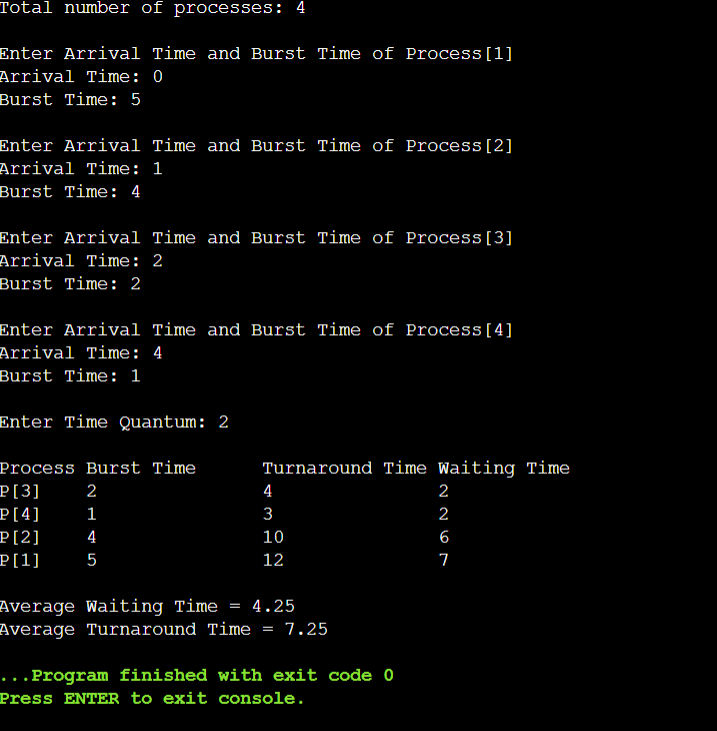 Total number of processes: 4
Enter Arrival Time and Burst Time of Process[1]
Arrival Time: 0
Burst Time: 5
Enter Arrival Time and Burst Time of Process[2]
Arrival Time: 1
Burst Time: 4
Enter Arrival Time and Burst Time of Process[3]
Arrival Time: 2
Burst Time: 2
Enter Arrival Time and Burst Time of Process[4]
Arrival Time: 4
Burst Time: 1
Enter Time Quantum: 2
Process Burst Time      Turnaround Time Waiting Time
P[3]    2               4               2
P[4]    1               3               2
P[2]    4               10              6
P[1]    5               12              7
Average Waiting Time = 4.25
Average Turnaround Time = 7.25
...Program finished with exit code 0
Press ENTER to exit console.